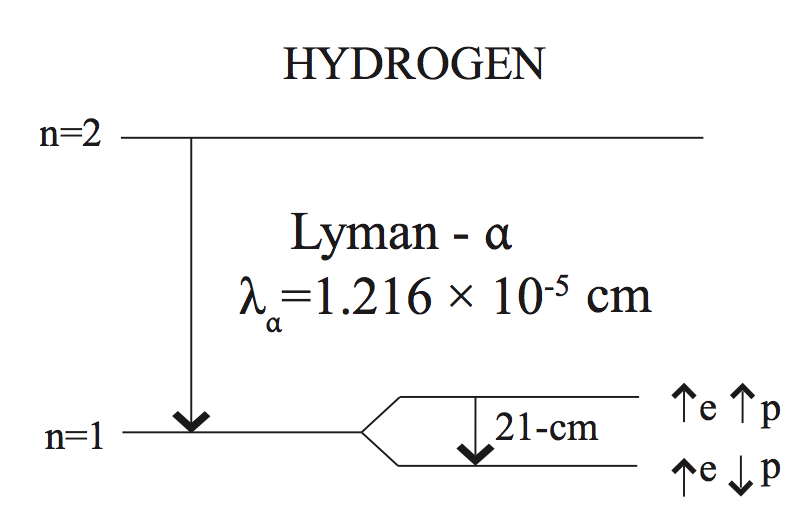 HYDROGEN
n=2
Lyman - α
λα=1.216 × 10-5 cm
n=1
21-cm
↑e ↑p
↑e ↓p